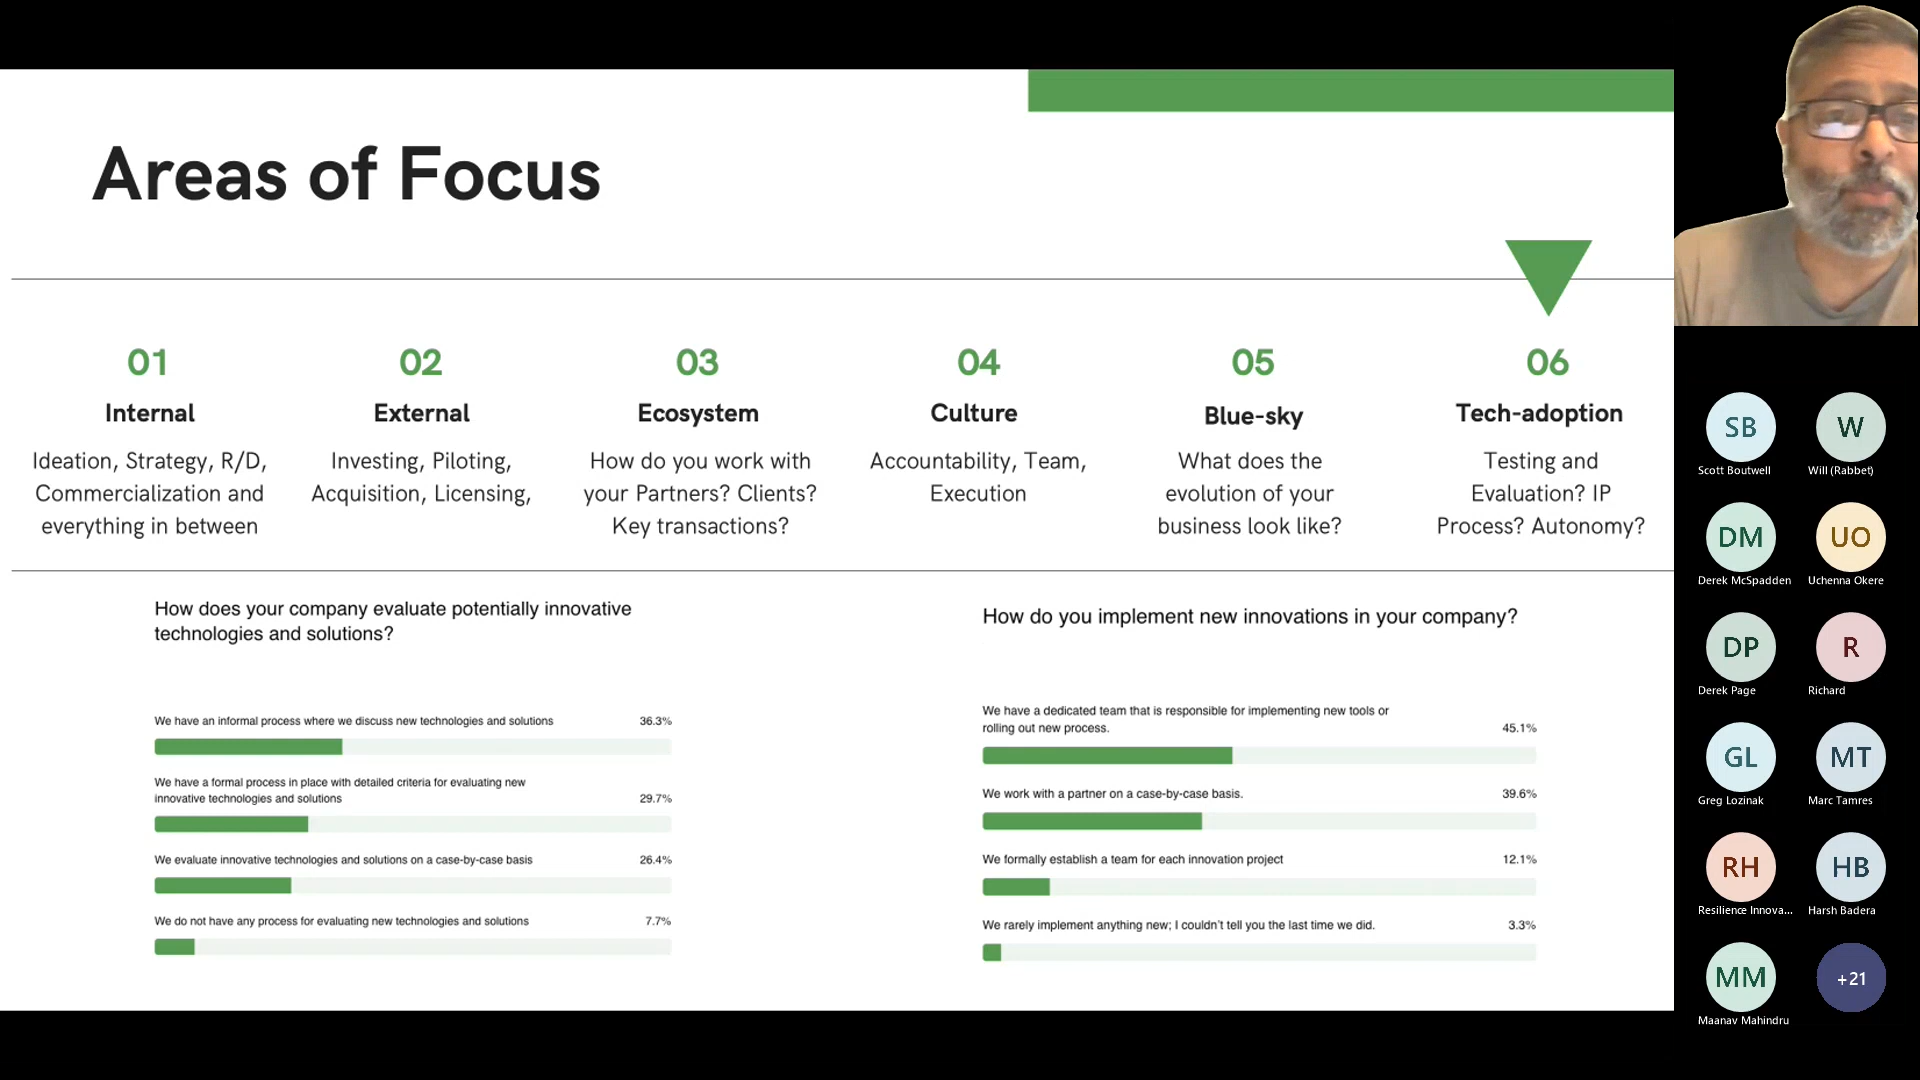 Areas of Focus
01
Internal
Ideation, Strategy, R/D,
Commercialization and
everything in between
02
External
Investing, Piloting,
Acquisition, Licensing,
03
Ecosystem
How do you work with
your Partners? Clients?
Key transactions?
04
Culture
Accountability, Team,
Execution
05
Blue-sky
What does the
evolution of your
business look like?
06
Tech-adoption
Testing and
Evaluation? IP
Process? Autonomy?
How does your company evaluate potentially innovative
technologies and solutions?
We have an informal process where we discuss new technologies and solutions 36.3%
We have a formal process in place with detailed criteria for evaluating new
innovative technologies and solutions 29.7%
We evaluate innovative technologies and solutions on a case-by-case basis 26.4%
We do not have any process for evaluating new technologies and solutions 7.7%
How do you implement new innovations in your company?
We have a dedicated team that is responsible for implementing new tools or
rolling out new process. 45.1%
We work with a partner on a case-by-case basis. 39.6%
We formally establish a team for each innovation project 12.1%
We rarely implement anything new; I couldn't tell you the last time we did. 3.3%
SB
Scott Boutwell
W
Will (Rabbet)
DM
Derek McSpadden
UO
Uchenna Okere
DP
Derek Page
R
Richard
GL
Greg Lozinak
MT
Marc Tamres
RH
Resilience Innova...
HB
Harsh Badera
MM
Maanav Mahindru
+21